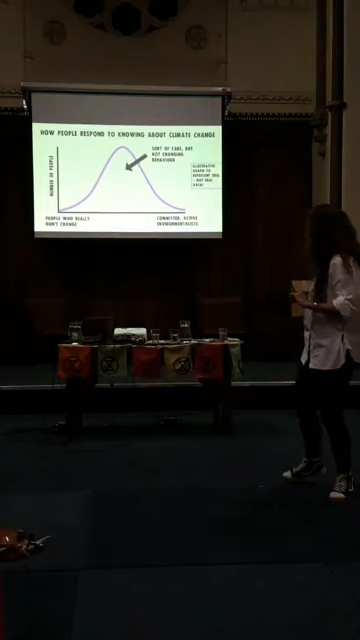 HOW PEOPLE RESPOND TO KNOWING ABOUT CLIMATE CHANGE
NUMBER OF PEOPLE
SORT OF CARE, BUT
NOT CHANGING
BEHAVIOUR
ILLUSTRATIVE
GRAPH TO
REPRESENT IDEA
- NOT REAL
DATA!
PEOPLE WHO REALLY
DON'T CHANGE
COMMITTED, ACTIVE
ENVIRONMENTALISTS